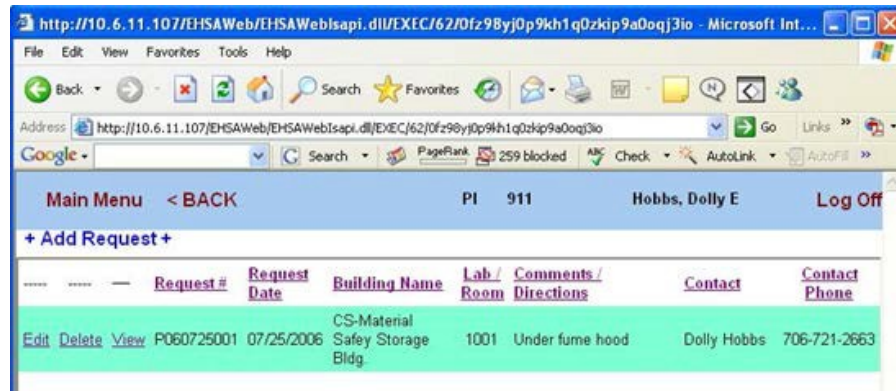 http://10.6.11.107/EHSAWeb/EHSAWebIsapi.dll/EXEC/62/0fz98yj0p9kh1q0zkip9a0oqj3io - Microsoft Int...
File Edit View Favorites Tools Help
Back Search Favorites
Address http://10.6.11.107/EHSAWeb/EHSAWebIsapi.dll/EXEC/62/0fz98yj0p9kh1q0zkip9a0oqj3io Go Links »
Google Search PageRank 259 blocked ABC Check AutoLink AutoFill »
Main Menu < BACK PI 911 Hobbs, Dolly E Log Off
+ Add Request +
----- ----- — Request # Request Date Building Name Lab / Room Comments / Directions Contact Contact Phone
Edit Delete View P060725001 07/25/2006 CS-Material Safey Storage Bldg. 1001 Under fume hood Dolly Hobbs 706-721-2663